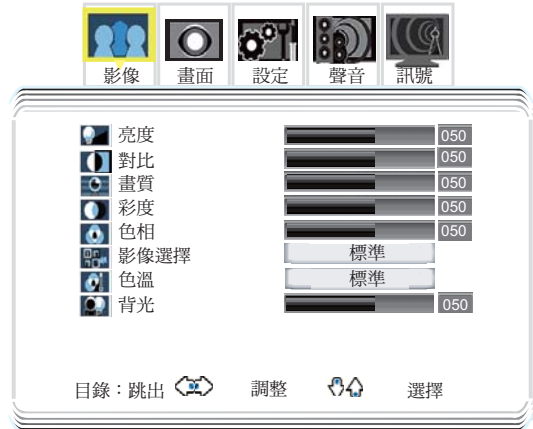 影像 畫面 設定 聲音 訊號
亮度 050
對比 050
畫質 050
彩度 050
色相 050
影像選擇 標準
色溫 標準
背光 050
目錄：跳出 調整 選擇